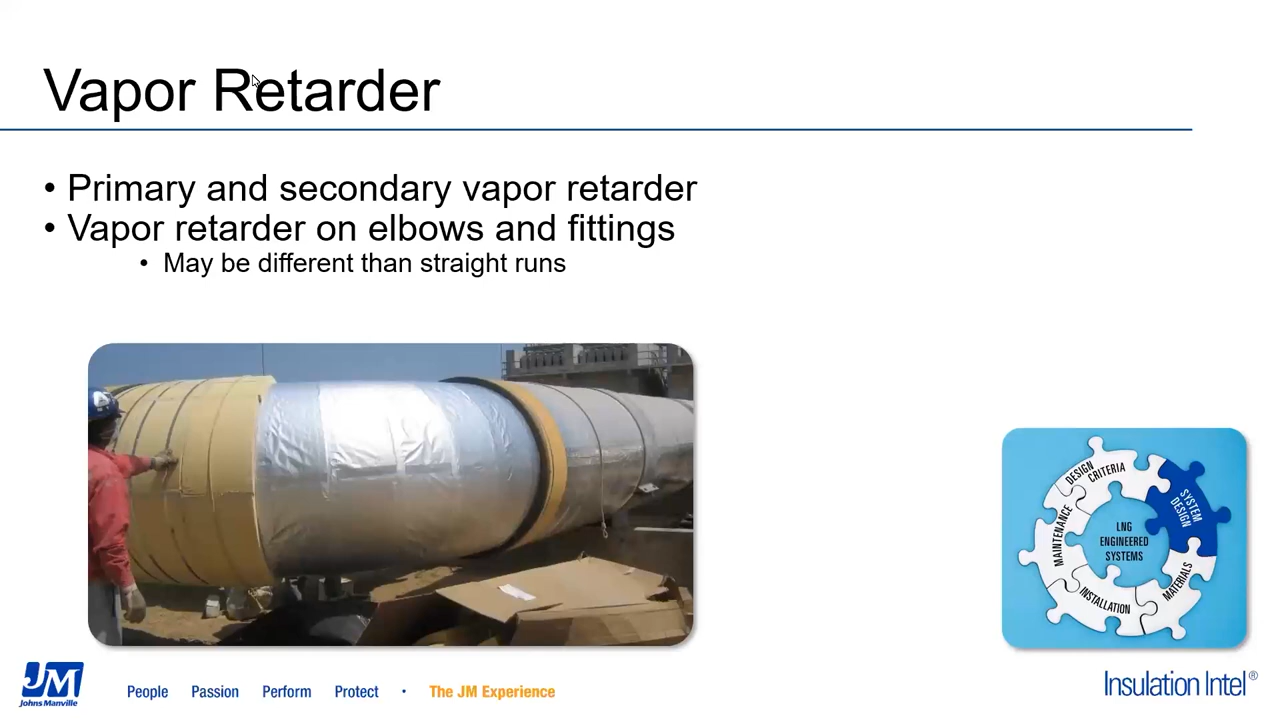 Vapor Retarder
• Primary and secondary vapor retarder
• Vapor retarder on elbows and fittings
• May be different than straight runs
DESIGN
CRITERIA
SYSTEM
DESIGN
MATERIALS
INSTALLATION
MAINTENANCE
LNG
ENGINEERED
SYSTEMS
JM
Johns Manville
People Passion Perform Protect · The JM Experience
Insulation Intel®